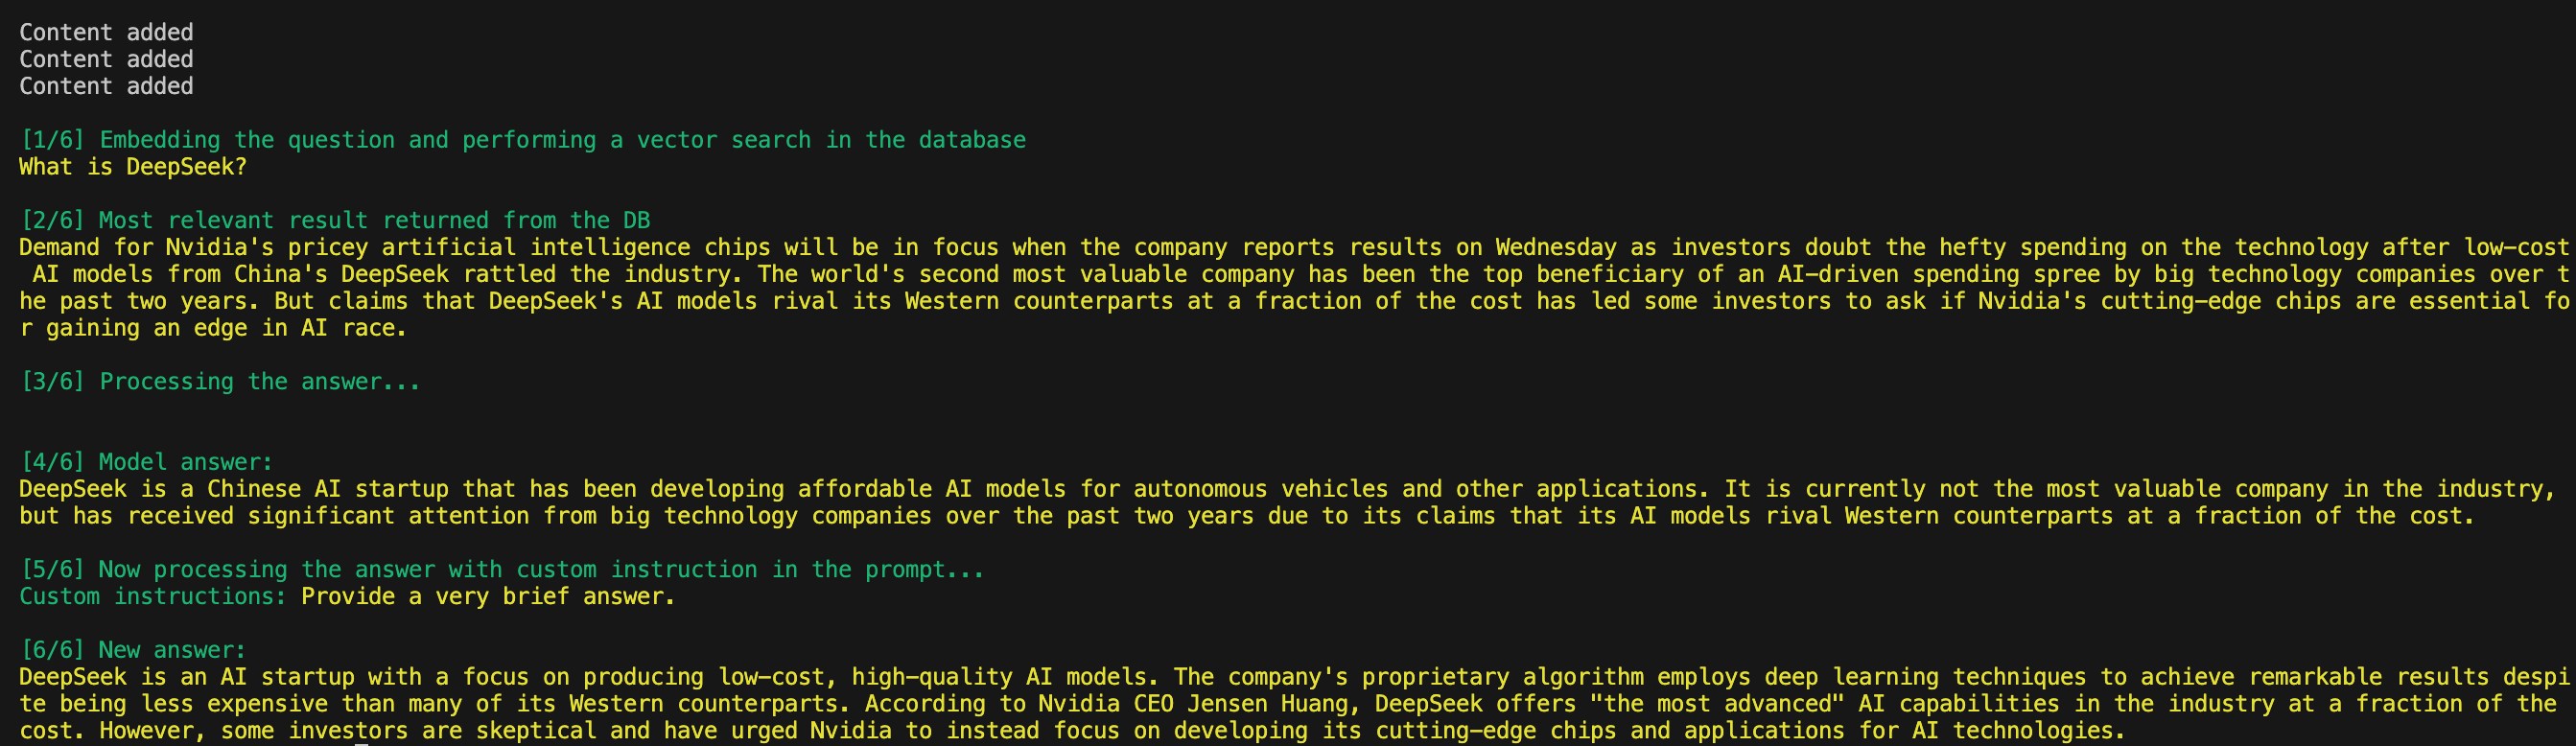 Content added
Content added
Content added
[1/6] Embedding the question and performing a vector search in the database
What is DeepSeek?
[2/6] Most relevant result returned from the DB
Demand for Nvidia's pricey artificial intelligence chips will be in focus when the company reports results on Wednesday as investors doubt the hefty spending on the technology after low-cost
 AI models from China's DeepSeek rattled the industry. The world's second most valuable company has been the top beneficiary of an AI-driven spending spree by big technology companies over t
he past two years. But claims that DeepSeek's AI models rival its Western counterparts at a fraction of the cost has led some investors to ask if Nvidia's cutting-edge chips are essential fo
r gaining an edge in AI race.
[3/6] Processing the answer...
[4/6] Model answer:
DeepSeek is a Chinese AI startup that has been developing affordable AI models for autonomous vehicles and other applications. It is currently not the most valuable company in the industry,
but has received significant attention from big technology companies over the past two years due to its claims that its AI models rival Western counterparts at a fraction of the cost.
[5/6] Now processing the answer with custom instruction in the prompt...
Custom instructions: Provide a very brief answer.
[6/6] New answer:
DeepSeek is an AI startup with a focus on producing low-cost, high-quality AI models. The company's proprietary algorithm employs deep learning techniques to achieve remarkable results despi
te being less expensive than many of its Western counterparts. According to Nvidia CEO Jensen Huang, DeepSeek offers "the most advanced" AI capabilities in the industry at a fraction of the
cost. However, some investors are skeptical and have urged Nvidia to instead focus on developing its cutting-edge chips and applications for AI technologies.